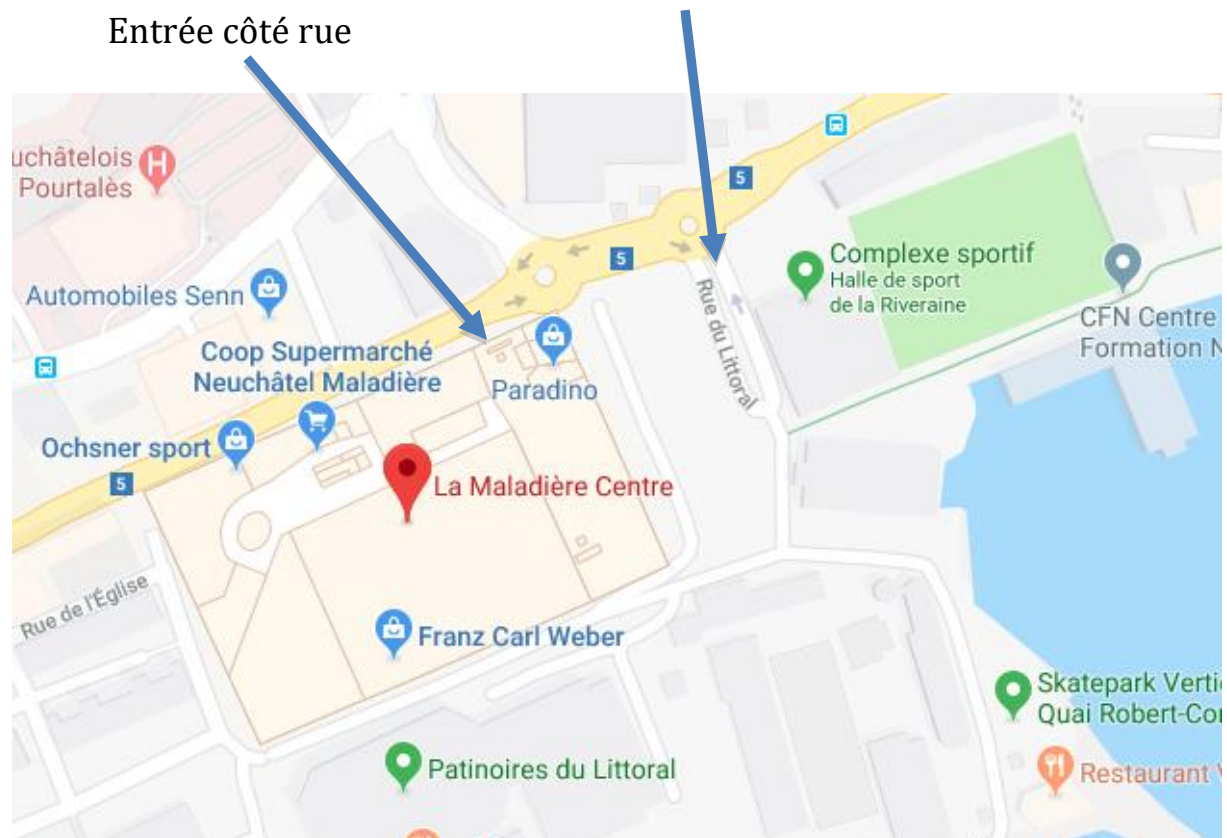 Entrée côté rue
uchâtelois
Pourtalès
H
5
5
Complexe sportif
Halle de sport
de la Riveraine
CFN Centre
Formation N
Automobiles Senn
Rue du Littoral
Coop Supermarché
Neuchâtel Maladière
Paradino
Ochsner sport
5
La Maladière Centre
Rue de l'Église
Franz Carl Weber
Skatepark Verti
Quai Robert-Co
Patinoires du Littoral
Restaurant V